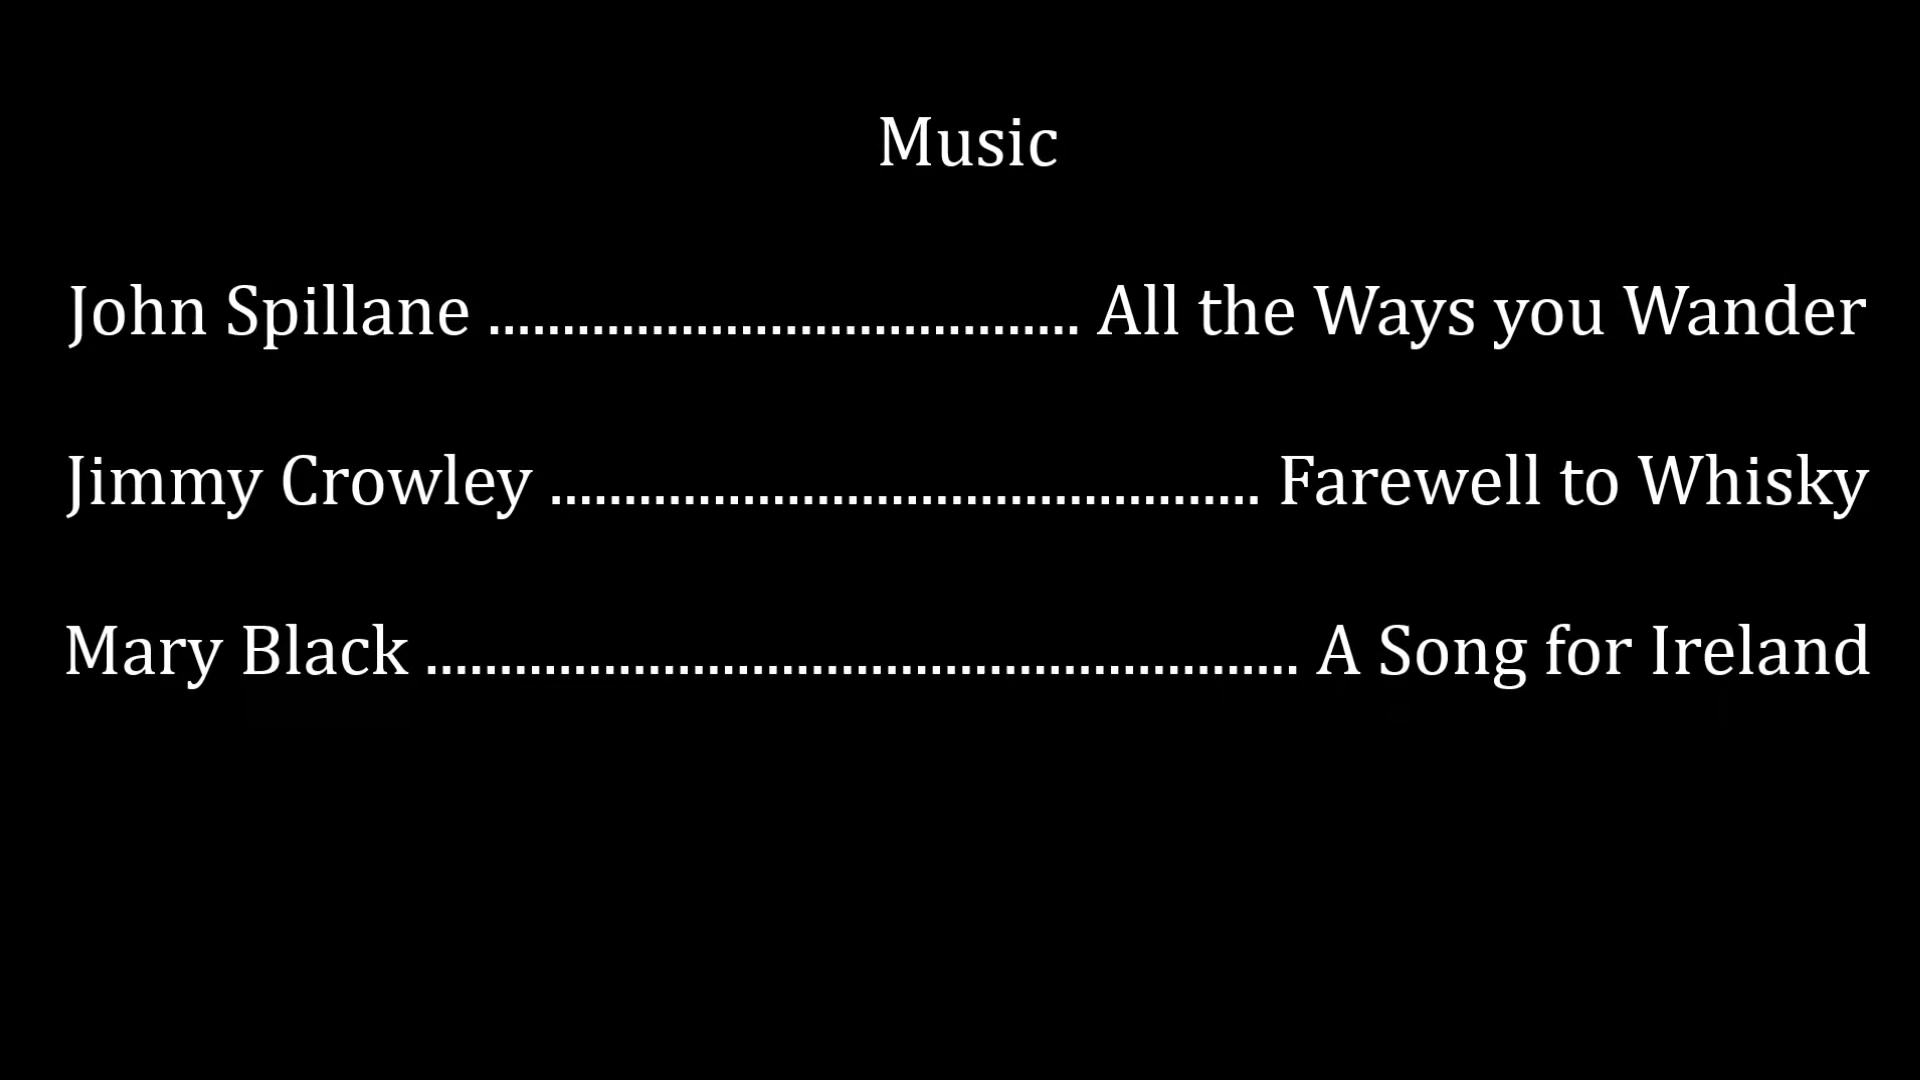 Music
John Spillane ........................................ All the Ways you Wander
Jimmy Crowley ................................................ Farewell to Whisky
Mary Black ........................................................... A Song for Ireland